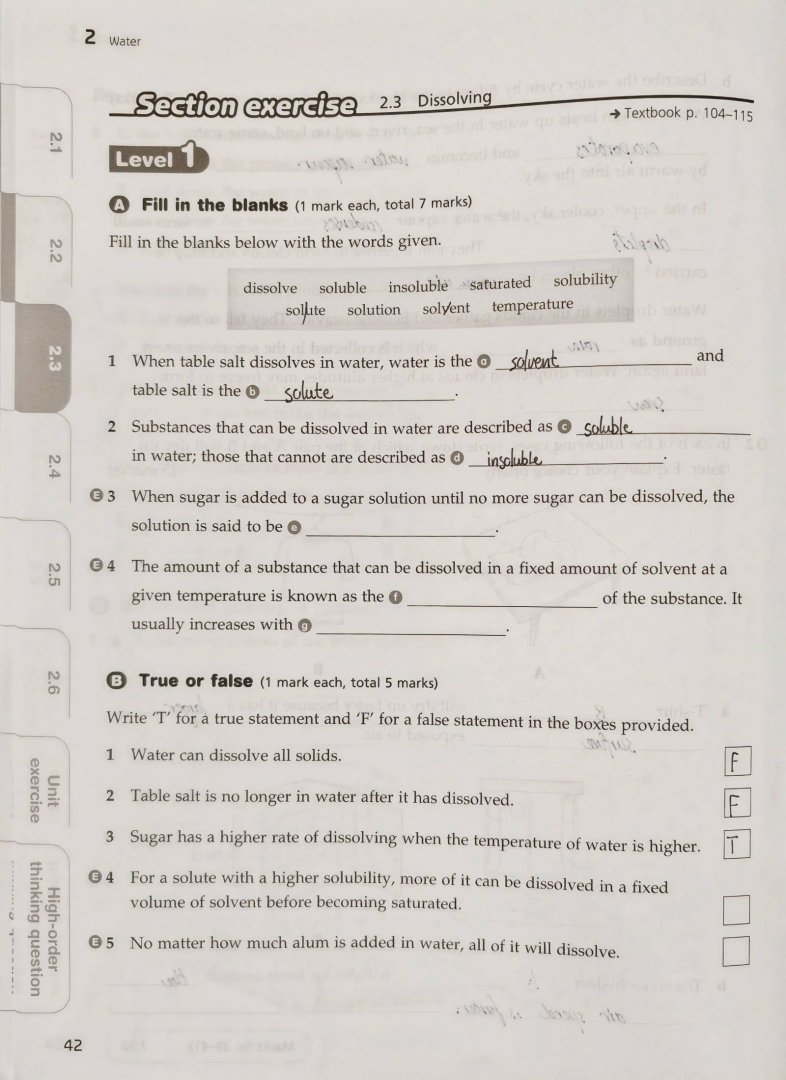 2 Water
Section exercise 2.3 Dissolving
→ Textbook p. 104–115
Level 1
A Fill in the blanks (1 mark each, total 7 marks)
Fill in the blanks below with the words given.
dissolve soluble insoluble saturated solubility
solute solution solvent temperature
1 When table salt dissolves in water, water is the a solvent and
table salt is the b solute .
2 Substances that can be dissolved in water are described as c soluble
in water; those that cannot are described as d insoluble .
E 3 When sugar is added to a sugar solution until no more sugar can be dissolved, the
solution is said to be e .
E 4 The amount of a substance that can be dissolved in a fixed amount of solvent at a
given temperature is known as the f of the substance. It
usually increases with g .
B True or false (1 mark each, total 5 marks)
Write ‘T’ for a true statement and ‘F’ for a false statement in the boxes provided.
1 Water can dissolve all solids. F
2 Table salt is no longer in water after it has dissolved. F
3 Sugar has a higher rate of dissolving when the temperature of water is higher. T
E 4 For a solute with a higher solubility, more of it can be dissolved in a fixed
volume of solvent before becoming saturated.
E 5 No matter how much alum is added in water, all of it will dissolve.
42
2.1
2.2
2.3
2.4
2.5
2.6
Unit
exercise
High-order
thinking question